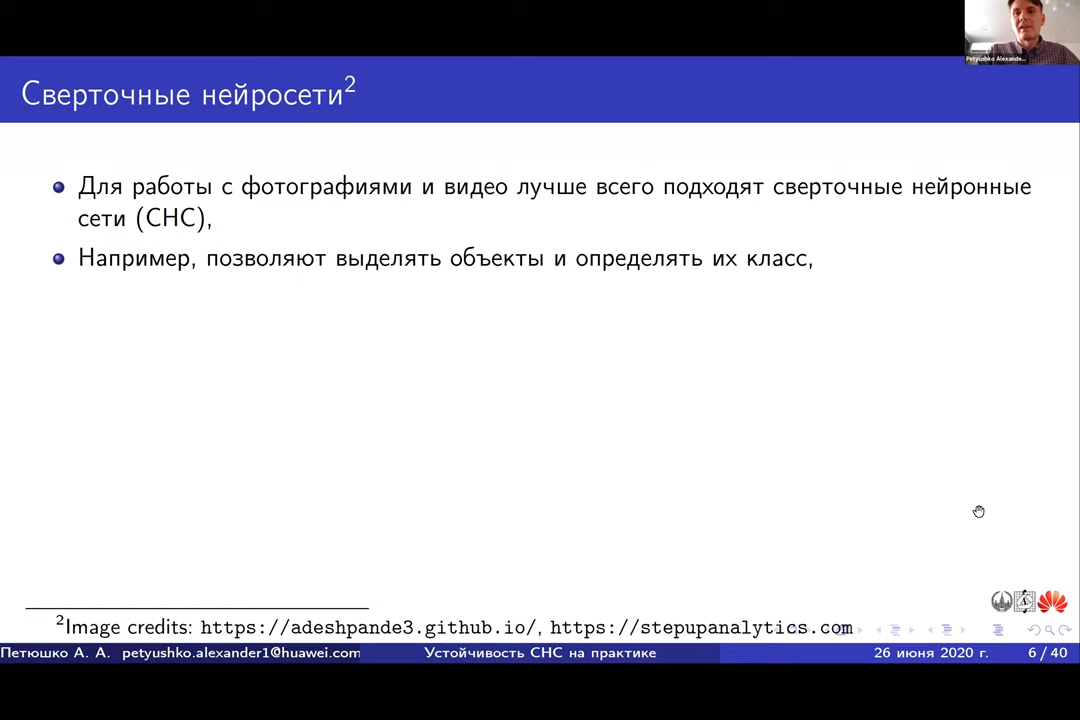 Petyushko Alexande...
Сверточные нейросети2
Для работы с фотографиями и видео лучше всего подходят сверточные нейронные
сети (СНС),
Например, позволяют выделять объекты и определять их класс,
2Image credits: https://adeshpande3.github.io/, https://stepupanalytics.com
Петюшко А. А. petyushko.alexander1@huawei.com Устойчивость СНС на практике 26 июня 2020 г. 6 / 40